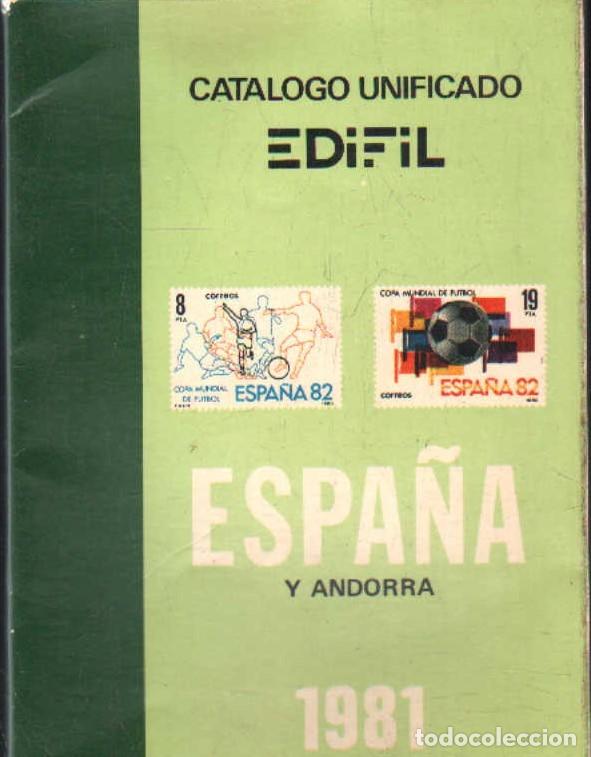 CATALOGO UNIFICADO
EDiFiL
8
PTA
CORREOS
COPA MUNDIAL
DE FUTBOL
ESPAÑA 82
COPA MUNDIAL DE FUTBOL
19
PTA
CORREOS
ESPAÑA 82
ESPAÑA
Y ANDORRA
1981
todocoleccion